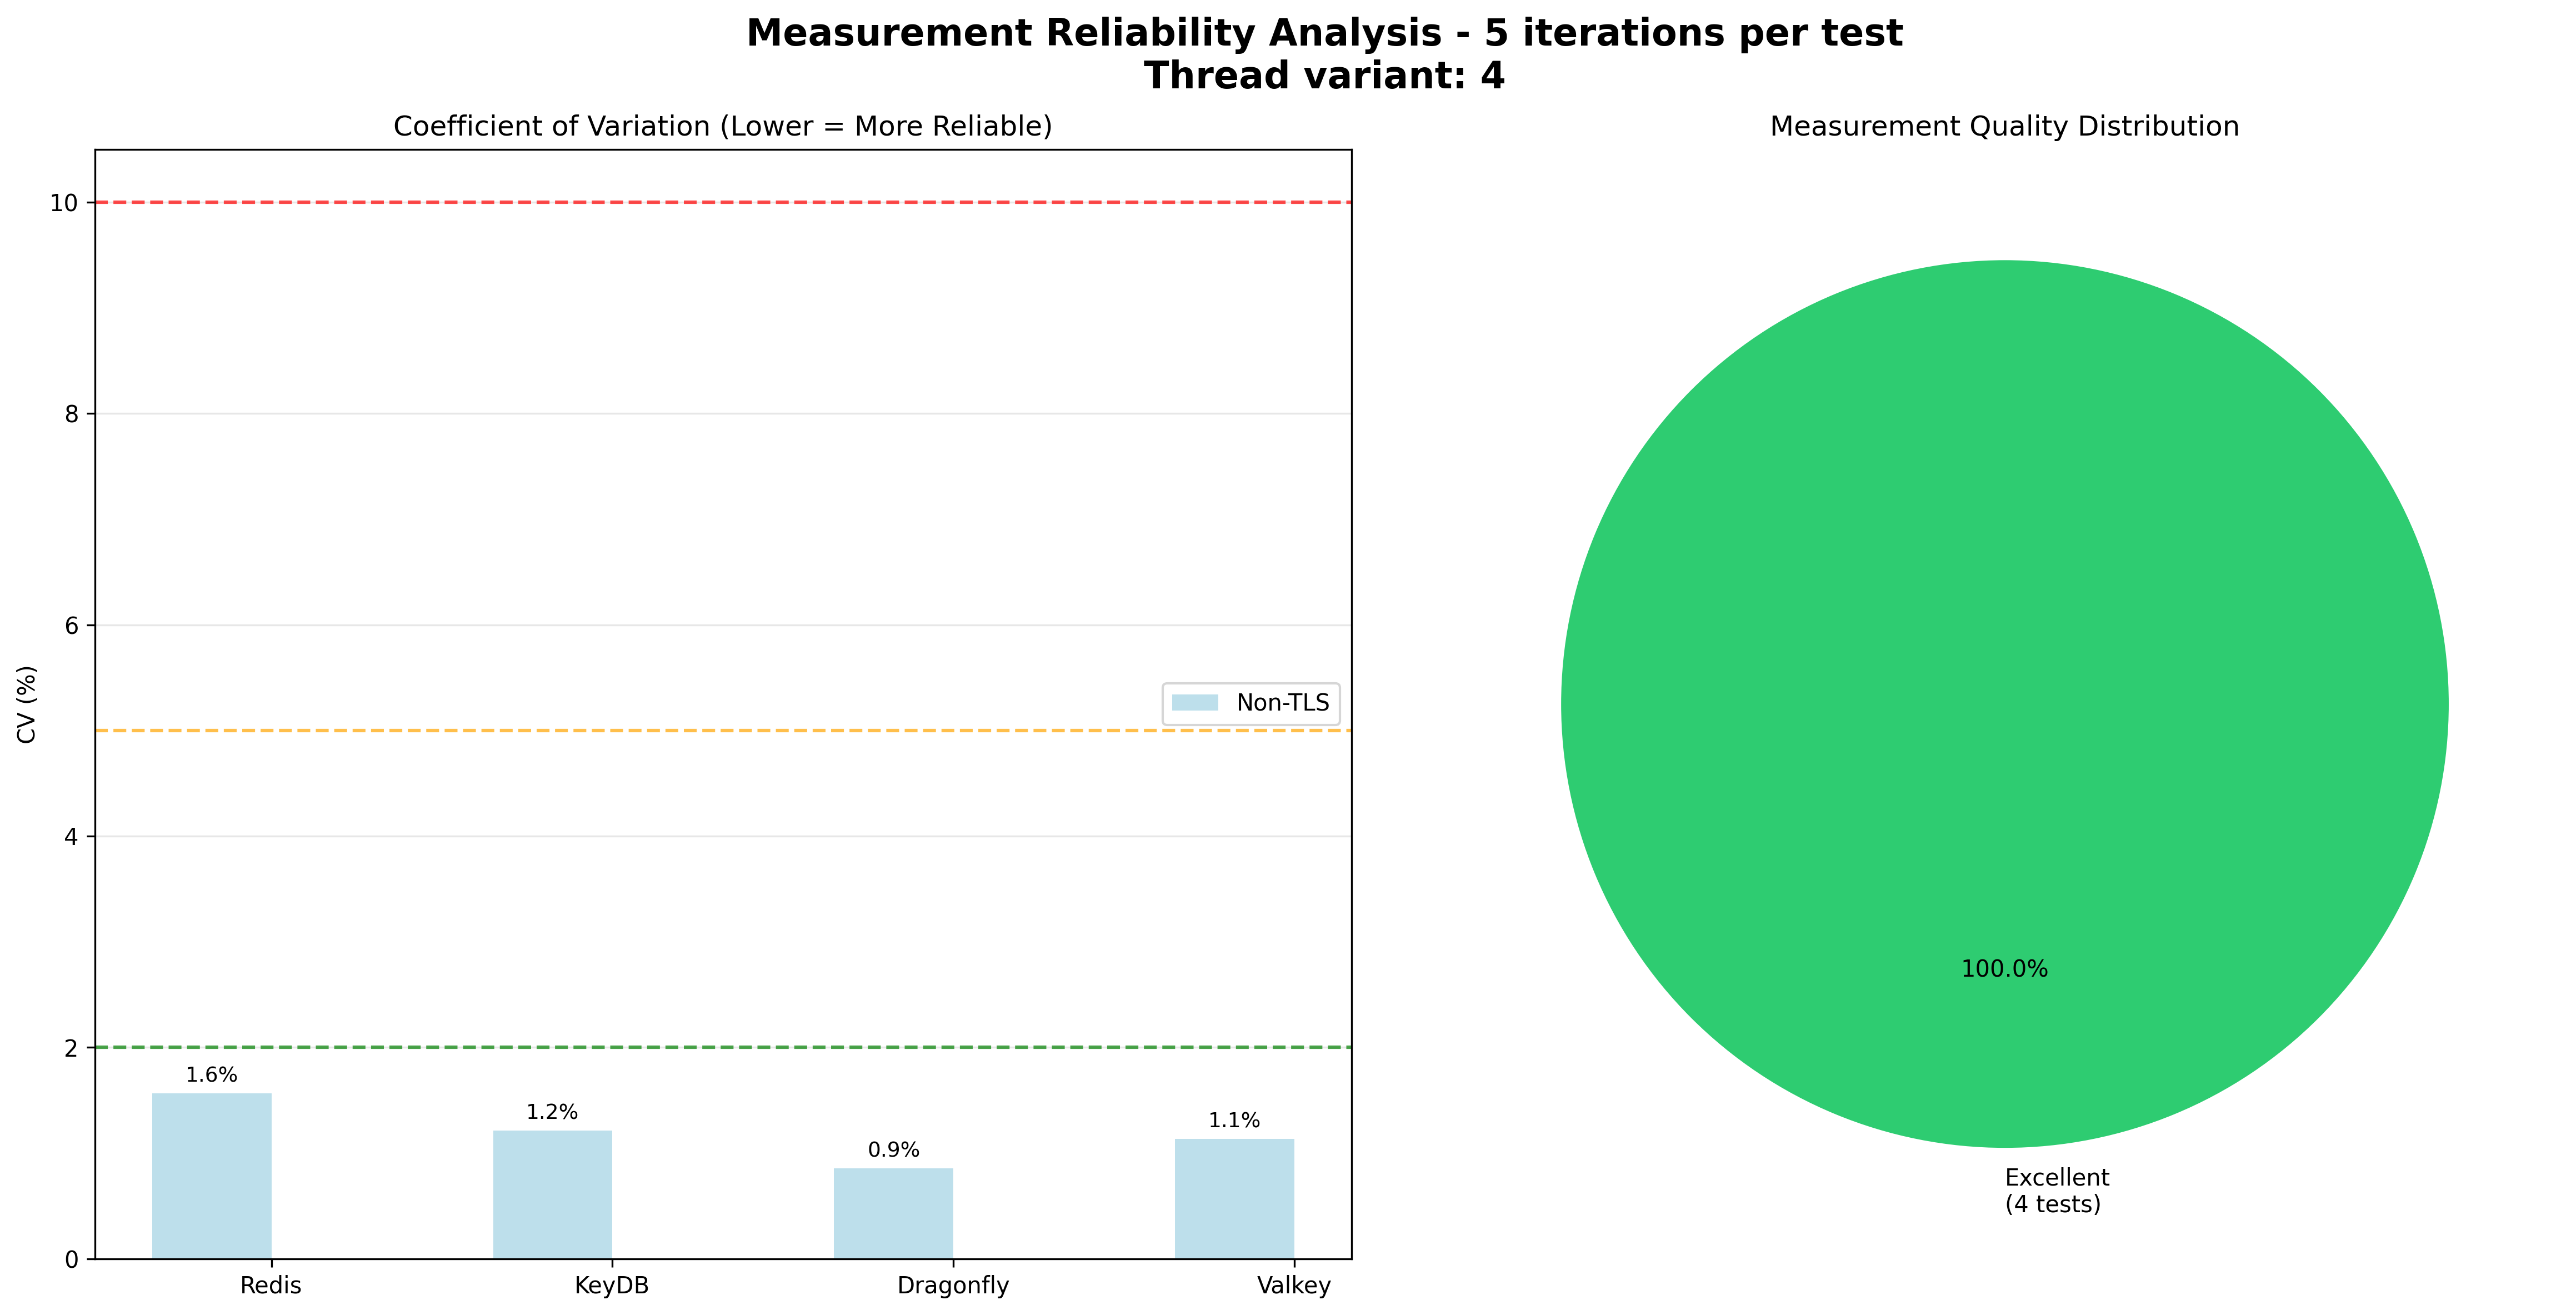 Measurement Reliability Analysis - 5 iterations per test
Thread variant: 4
Coefficient of Variation (Lower = More Reliable)
CV (%)
10
8
6
4
2
0
Non-TLS
1.6%
1.2%
0.9%
1.1%
Redis
KeyDB
Dragonfly
Valkey
Measurement Quality Distribution
100.0%
Excellent
(4 tests)